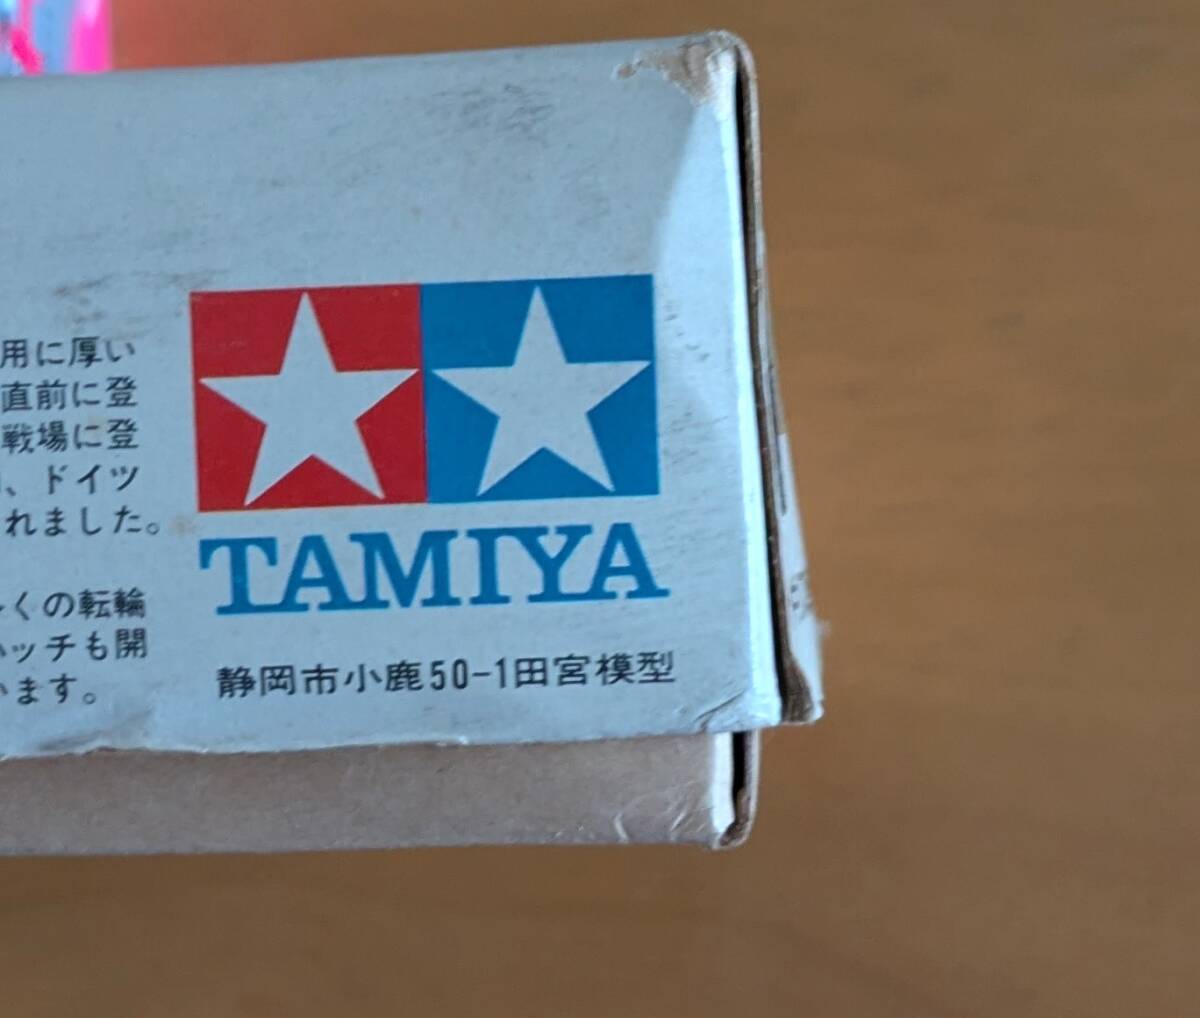 用に厚い
直前に登
戦場に登
、ドイツ
れました。
くの転輪
ッチも開
います。
TAMIYA
静岡市小鹿50-1田宮模型